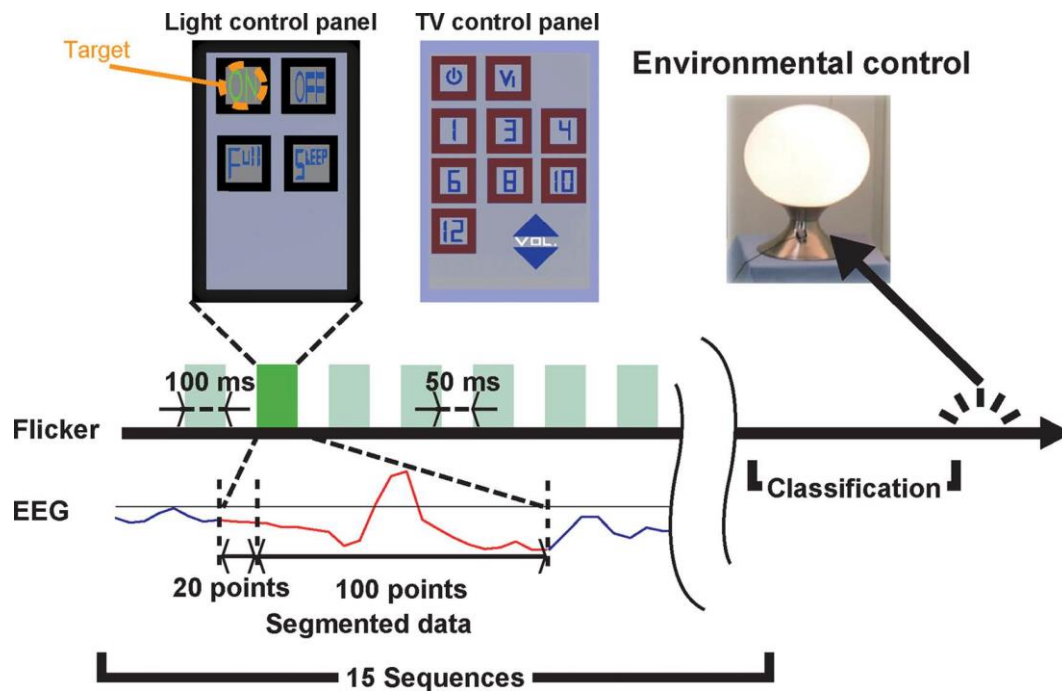 Light control panel
TV control panel
Target
ON
OFF
Full
SLEEP
V1
1
3
4
6
8
10
12
VOL.
Environmental control
100 ms
50 ms
Flicker
EEG
Classification
20 points
100 points
Segmented data
15 Sequences